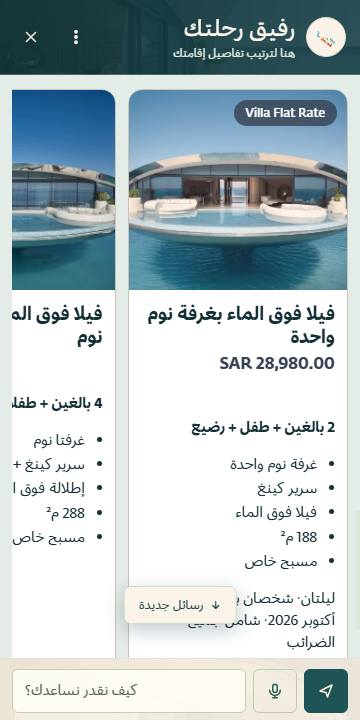 رفيق رحلتك
هنا لترتيب تفاصيل إقامتك
Villa Flat Rate
فيلا فوق الماء بغرفة نوم
واحدة
SAR 28,980.00
2 بالغين + طفل + رضيع
غرفة نوم واحدة
سرير كينغ
فيلا فوق الماء
188 م²
مسبح خاص
ليلتان· شخصان
أكتوبر 2026· شامل جميع
الضرائب
فيلا فوق
نوم
4 بالغين +
غرفتا نوم
سرير كينغ +
إطلالة فوق
288 م²
مسبح خاص
رسائل جديدة
كيف نقدر نساعدك؟